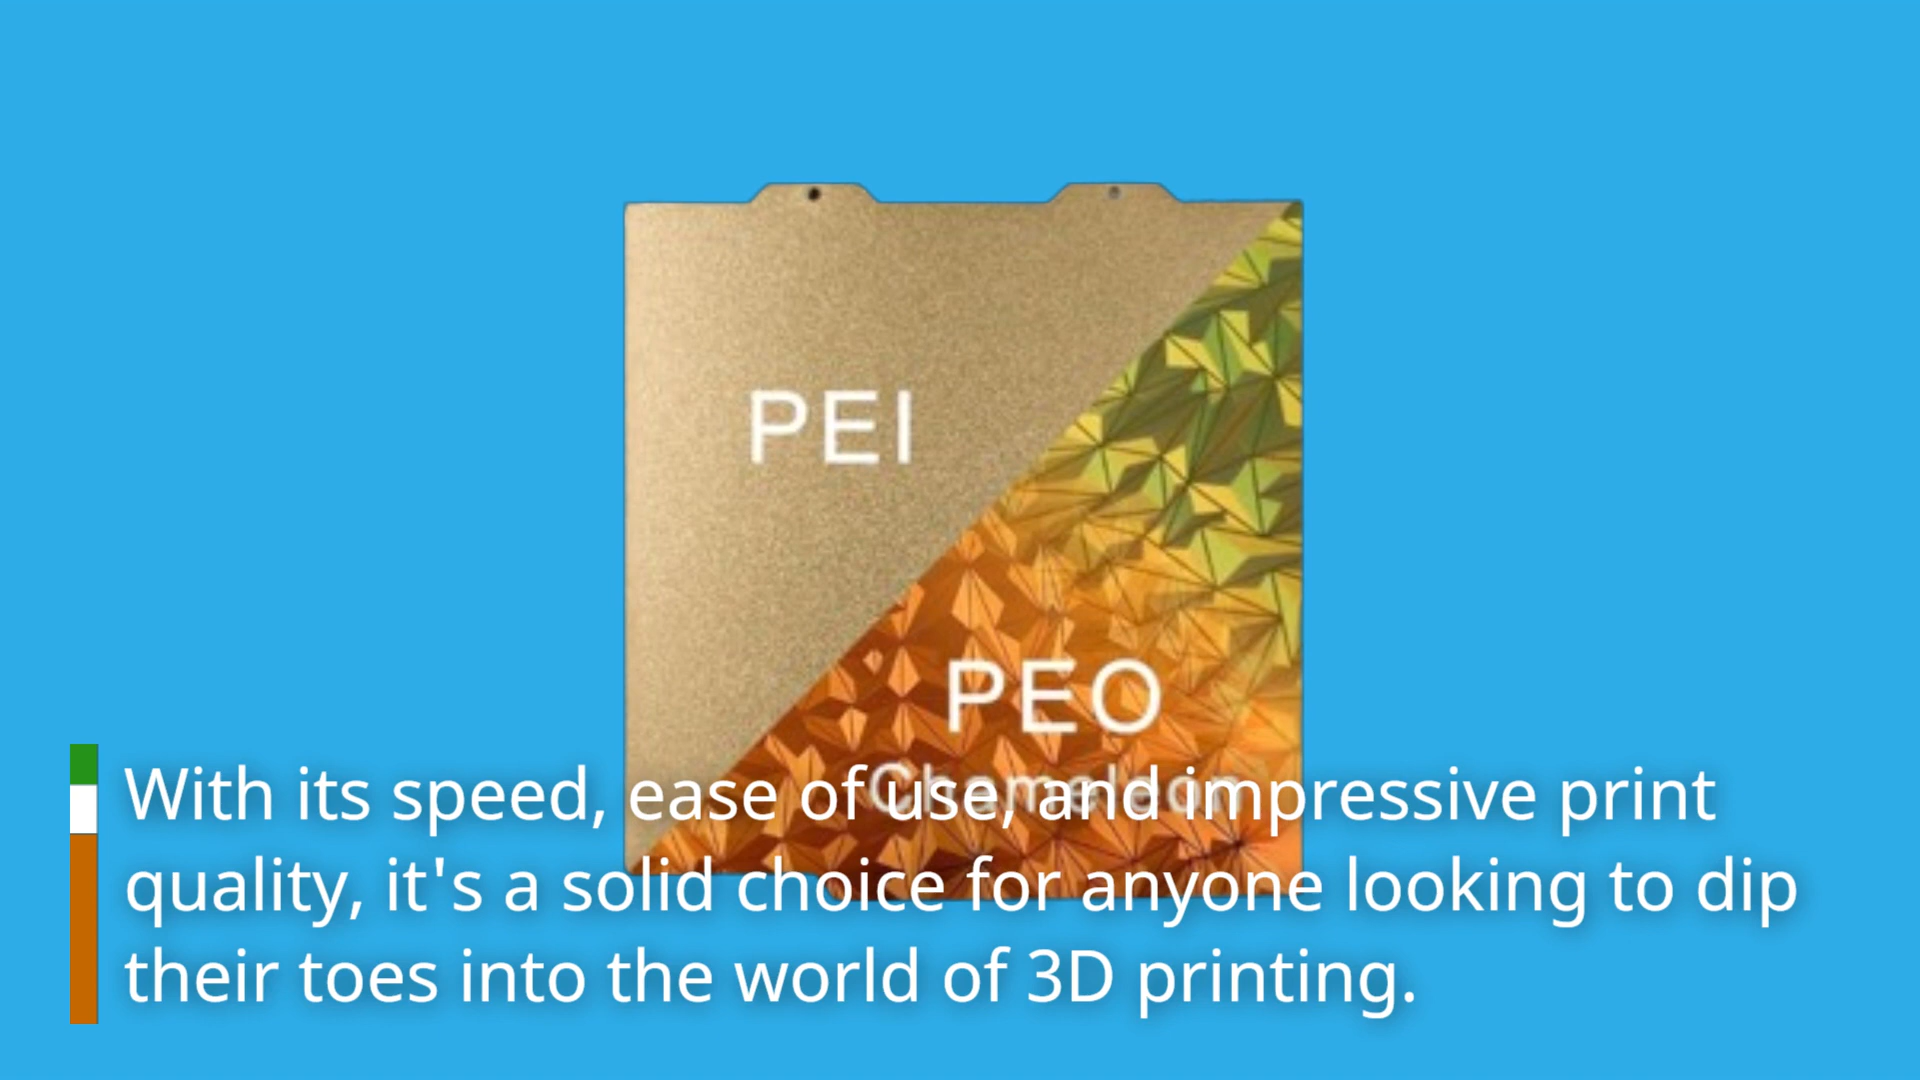 PEI
PEO
Chameleon
With its speed, ease of use, and impressive print
quality, it's a solid choice for anyone looking to dip
their toes into the world of 3D printing.